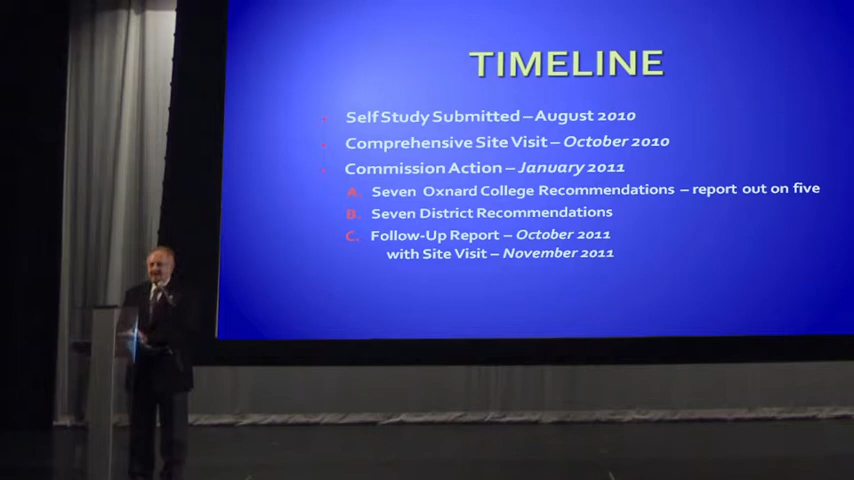 TIMELINE
Self Study Submitted – August 2010
Comprehensive Site Visit – October 2010
Commission Action – January 2011
A. Seven Oxnard College Recommendations – report out on five
B. Seven District Recommendations
C. Follow-Up Report – October 2011
with Site Visit – November 2011